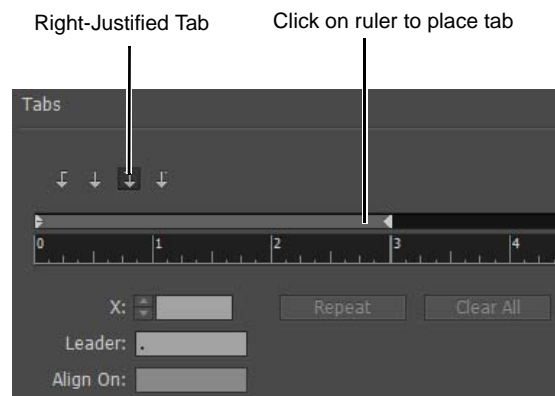 Right-Justified Tab Click on ruler to place tab
Tabs
0 1 2 3 4
X: Repeat Clear All
Leader: .
Align On: